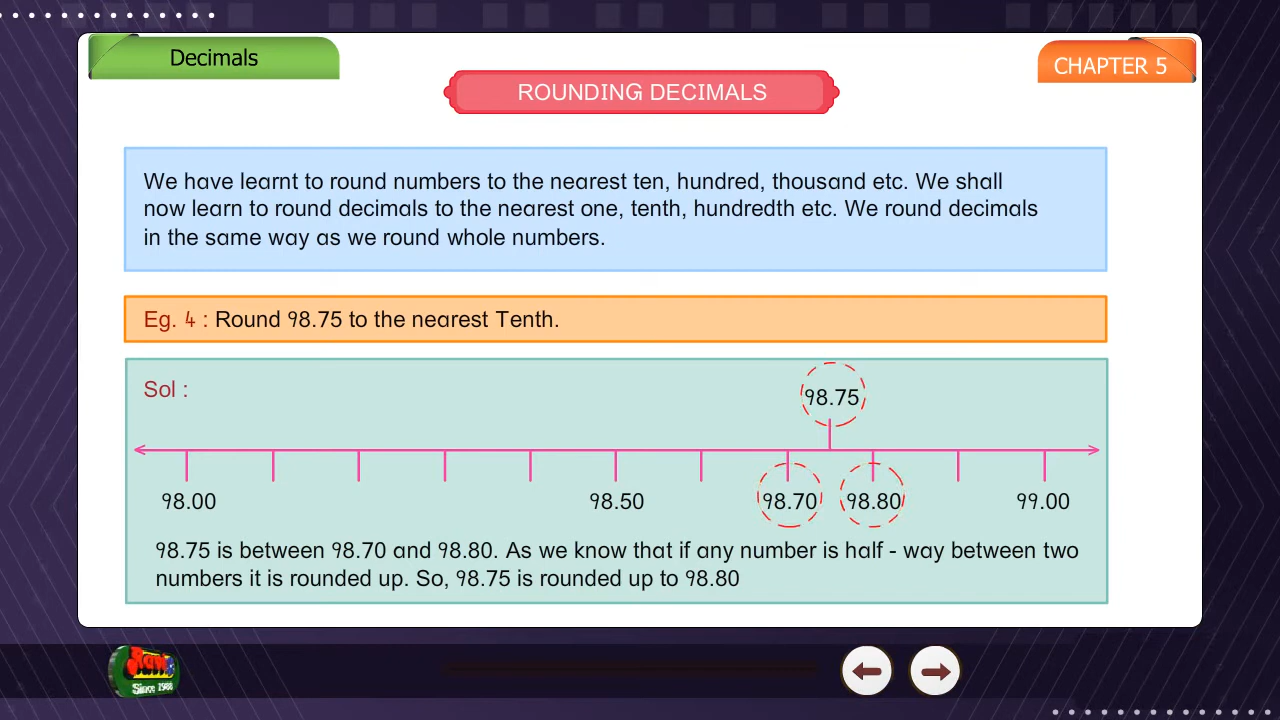 Decimals
CHAPTER 5
ROUNDING DECIMALS
We have learnt to round numbers to the nearest ten, hundred, thousand etc. We shall
now learn to round decimals to the nearest one, tenth, hundredth etc. We round decimals
in the same way as we round whole numbers.
Eg. 4 : Round 98.75 to the nearest Tenth.
Sol :
98.75
98.00 98.50 98.70 98.80 99.00
98.75 is between 98.70 and 98.80. As we know that if any number is half - way between two
numbers it is rounded up. So, 98.75 is rounded up to 98.80
Since 1986